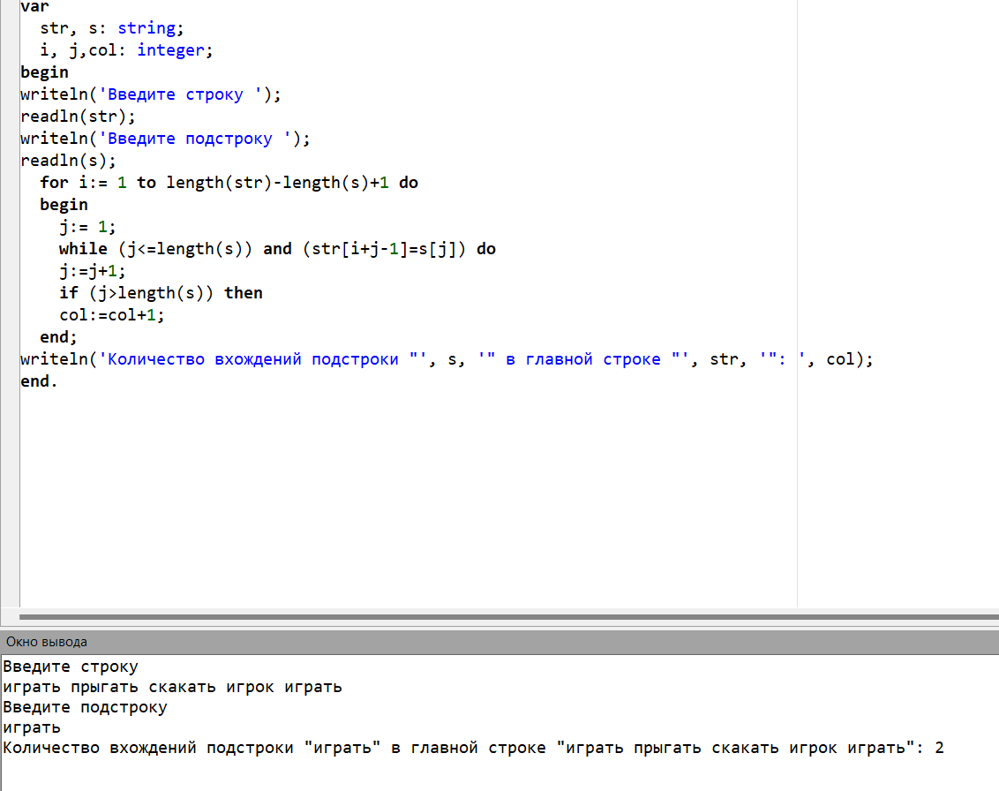 var
  str, s: string;
  i, j,col: integer;
begin
writeln('Введите строку ');
readln(str);
writeln('Введите подстроку ');
readln(s);
  for i:= 1 to length(str)-length(s)+1 do
  begin
    j:= 1;
    while (j<=length(s)) and (str[i+j-1]=s[j]) do
    j:=j+1;
    if (j>length(s)) then
    col:=col+1;
  end;
writeln('Количество вхождений подстроки "', s, '" в главной строке "', str, '": ', col);
end.
Окно вывода
Введите строку
играть прыгать скакать игрок играть
Введите подстроку
играть
Количество вхождений подстроки "играть" в главной строке "играть прыгать скакать игрок играть": 2